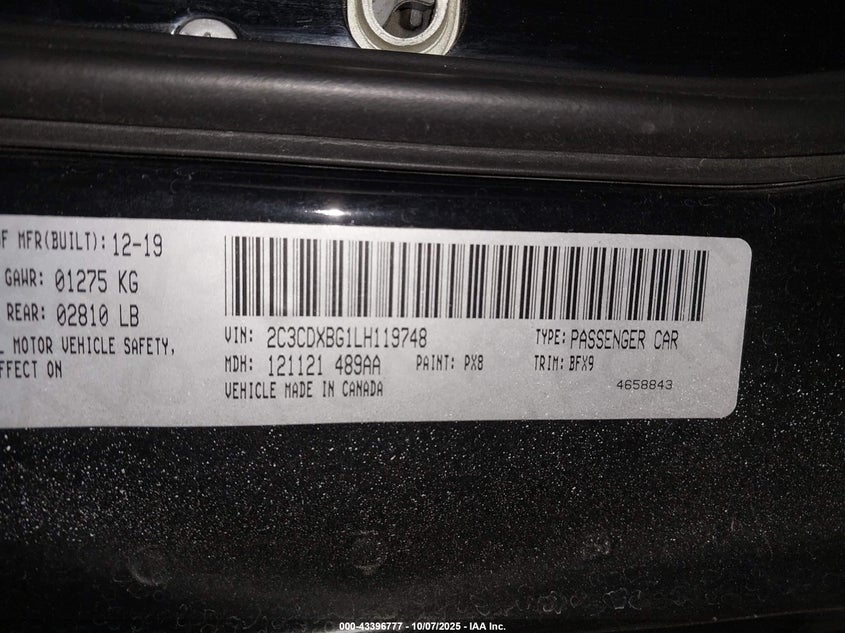 F MFR(BUILT): 12-19
GAWR: 01275 KG
REAR: 02810 LB
MOTOR VEHICLE SAFETY,
EFFECT ON
VIN: 2C3CDXBG1LH119748 TYPE: PASSENGER CAR
MDH: 121121 489AA PAINT: PX8 TRIM: BFX9
VEHICLE MADE IN CANADA 4658843
000-43396777 - 10/07/2025 - IAA Inc.